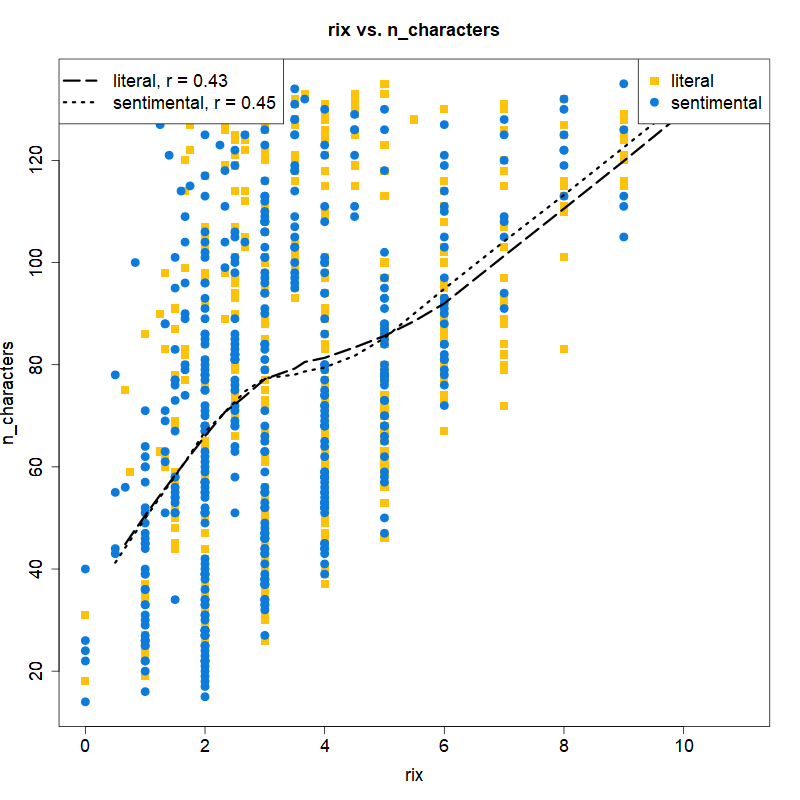 rix vs. n_characters
literal, r = 0.43
sentimental, r = 0.45
literal
sentimental
n_characters
120
100
80
60
40
20
0 2 4 6 8 10
rix